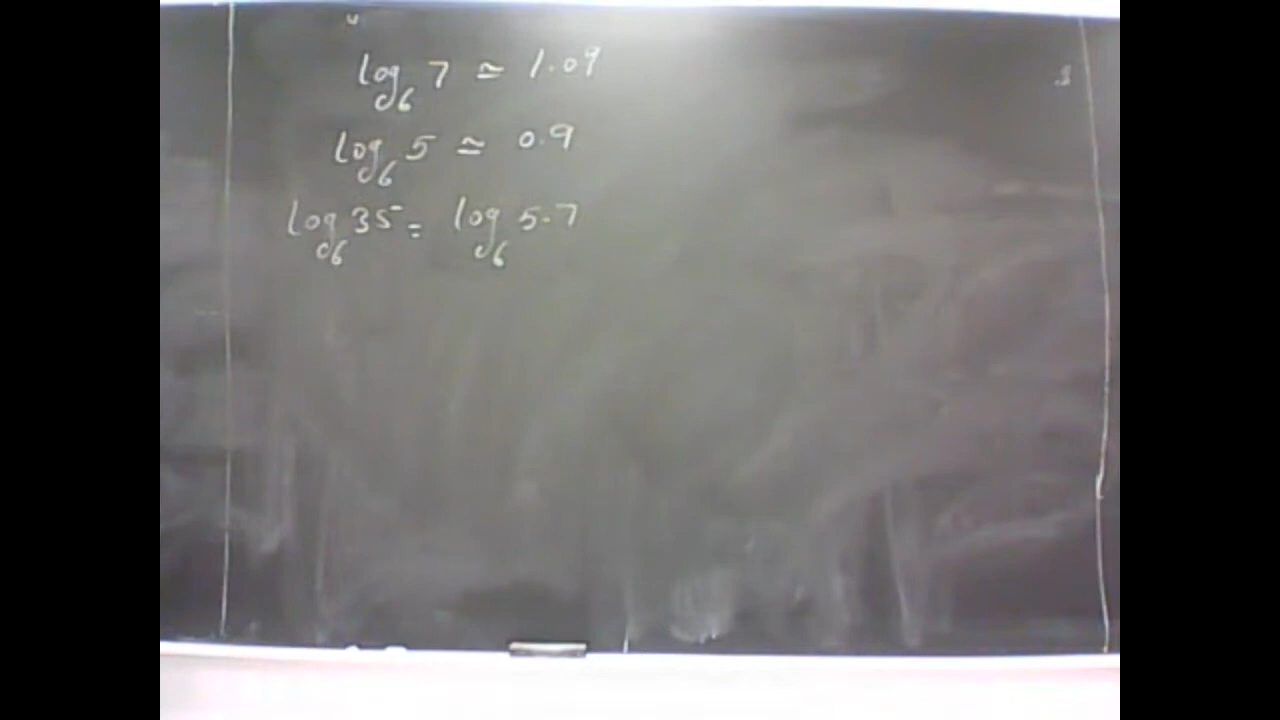 log₆ 7 ≃ 1.09
log₆ 5 ≃ 0.9
log₆ 35 = log₆ 5·7